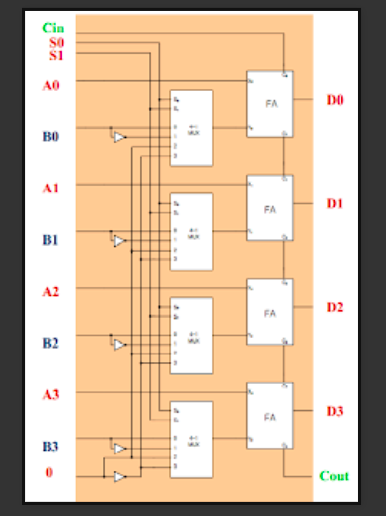 Cin
S0
S1
A0
B0
4×1
MUX
FA
D0
A1
B1
4×1
MUX
FA
D1
A2
B2
4×1
MUX
FA
D2
A3
B3
0
4×1
MUX
FA
D3
Cout